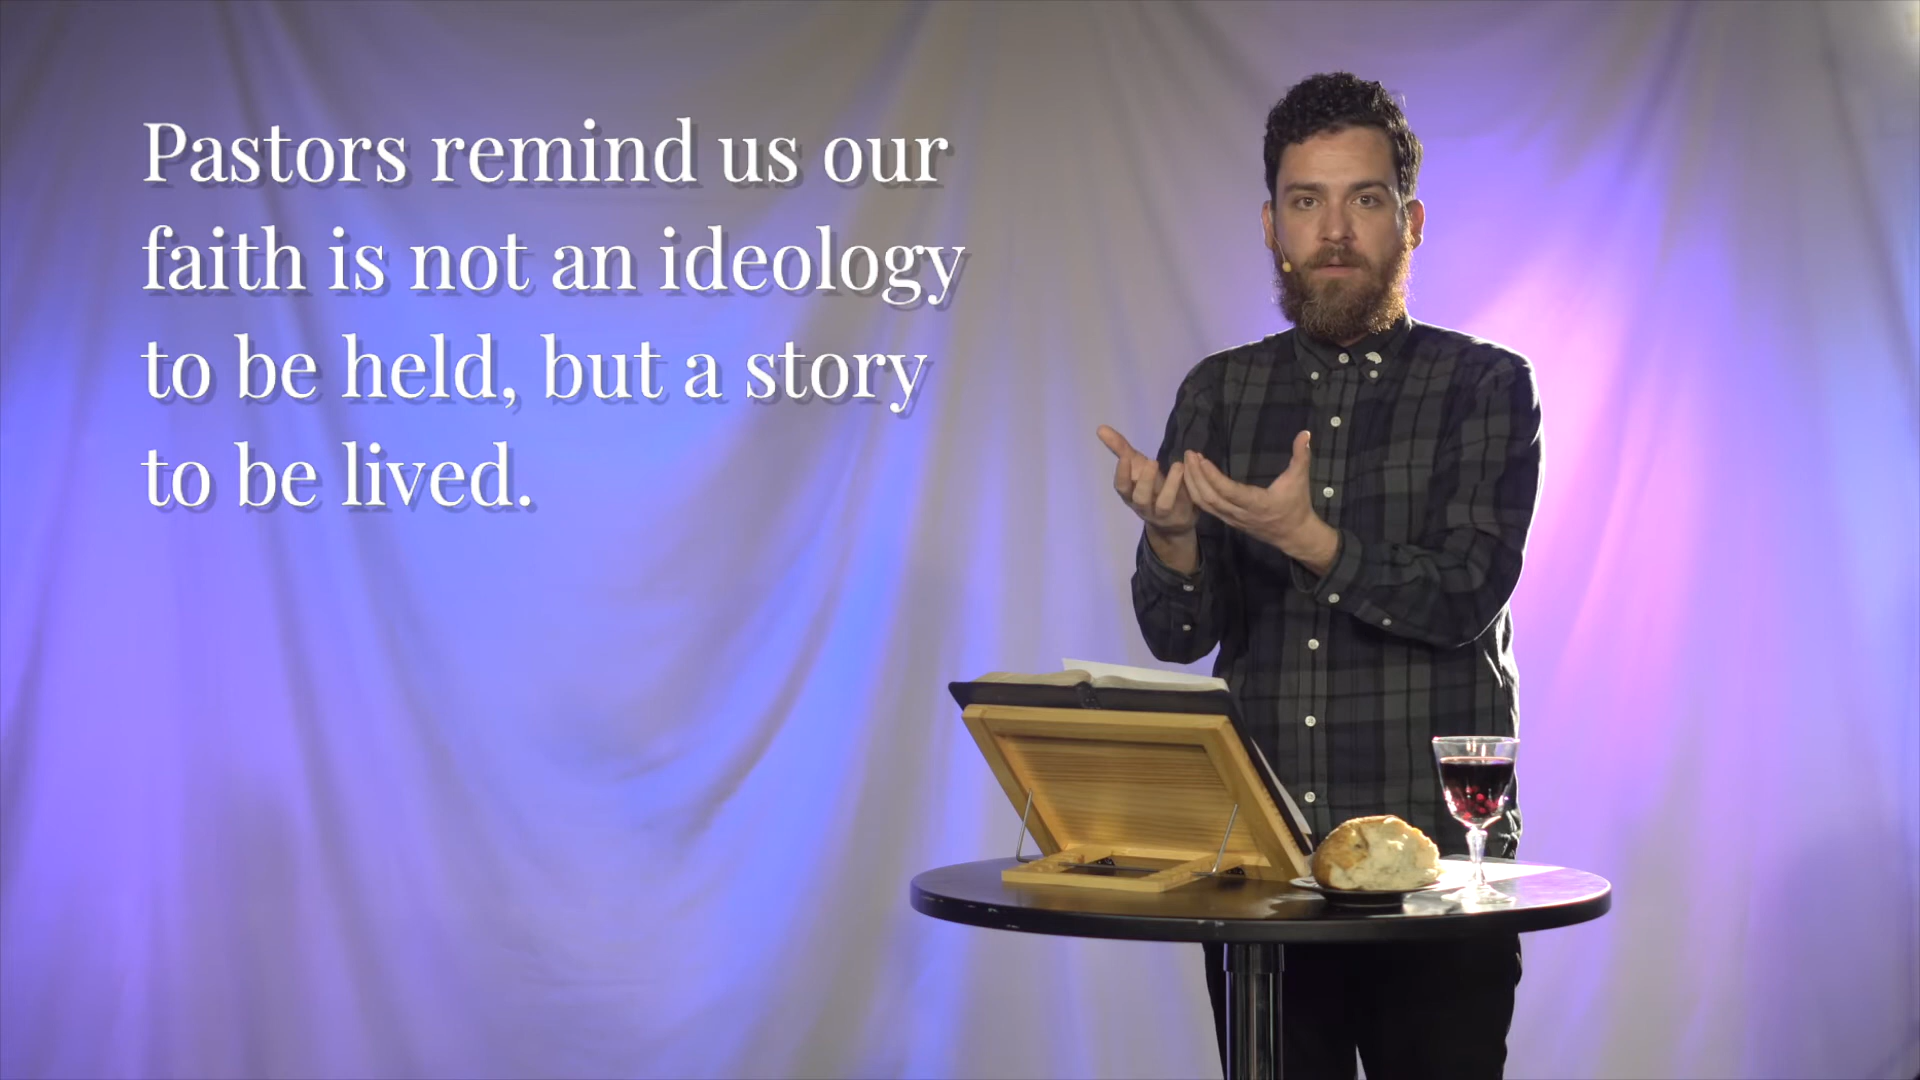 Pastors remind us our
faith is not an ideology
to be held, but a story
to be lived.